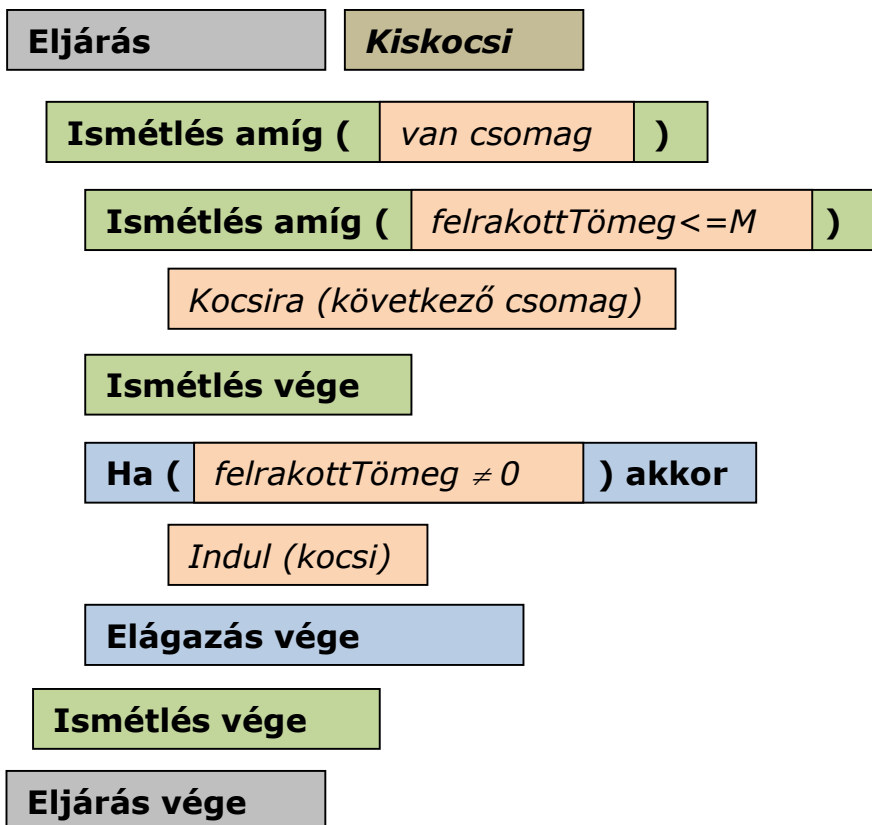 Eljárás Kiskocsi
Ismétlés amíg ( van csomag )
Ismétlés amíg ( felrakottTömeg<=M )
Kocsira (következő csomag)
Ismétlés vége
Ha ( felrakottTömeg ≠ 0 ) akkor
Indul (kocsi)
Elágazás vége
Ismétlés vége
Eljárás vége